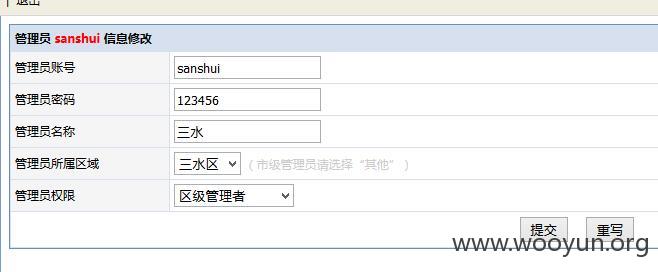 | 退出
管理员 sanshui 信息修改
管理员账号 sanshui
管理员密码 123456
管理员名称 三水
管理员所属区域 三水区 ( 市级管理员请选择“其他” )
管理员权限 区级管理者
提交 重写
www.wooyun.org